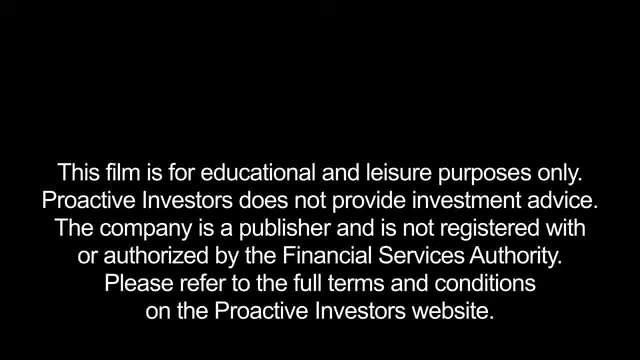 This film is for educational and leisure purposes only.
Proactive Investors does not provide investment advice.
The company is a publisher and is not registered with
or authorized by the Financial Services Authority.
Please refer to the full terms and conditions
on the Proactive Investors website.